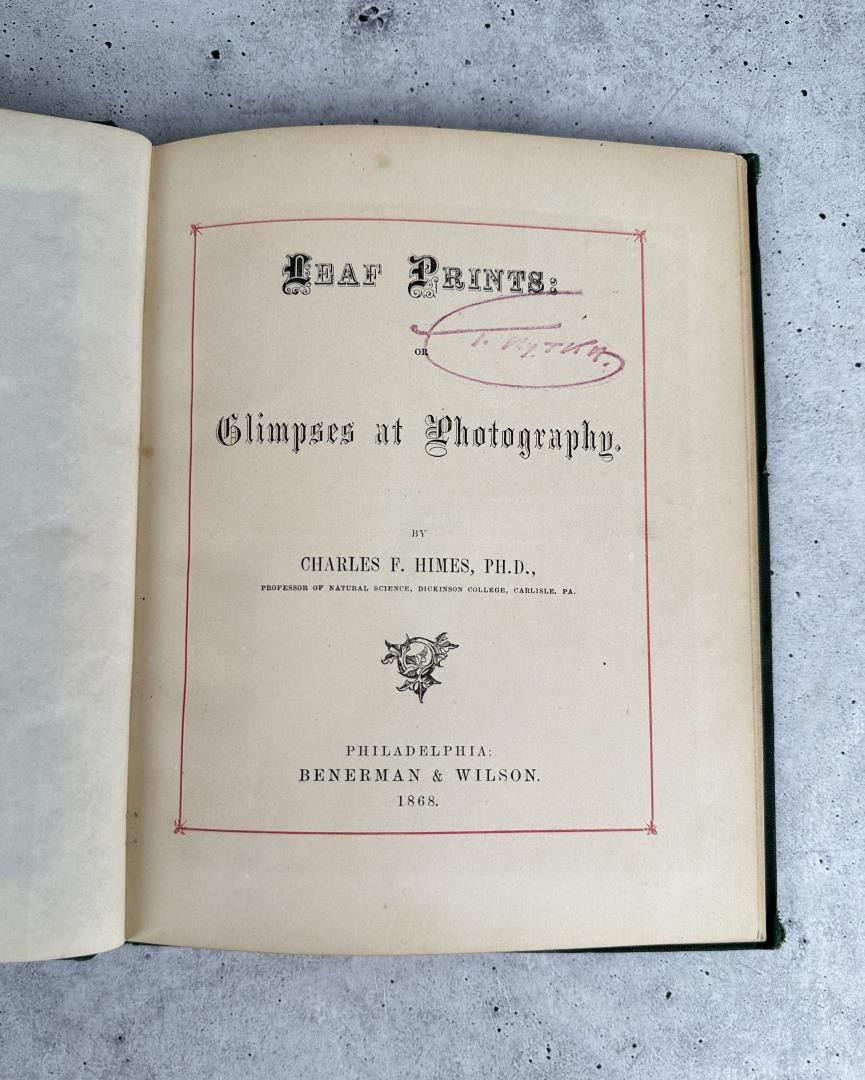 LEAF PRINTS:
OR
Glimpses at Photography.
BY
CHARLES F. HIMES, PH.D.,
PROFESSOR OF NATURAL SCIENCE, DICKINSON COLLEGE, CARLISLE, PA.
PHILADELPHIA:
BENERMAN & WILSON.
1868.